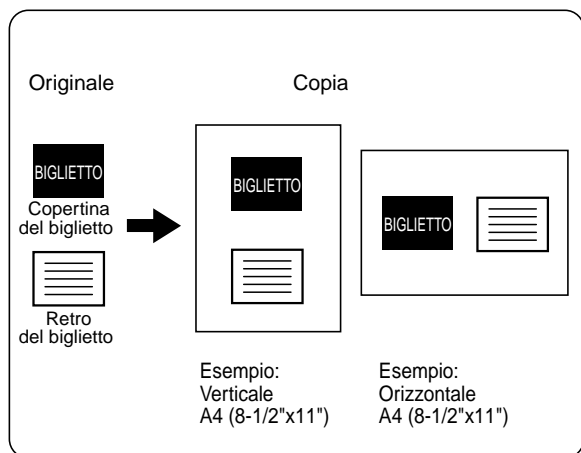 Originale
Copia
BIGLIETTO
Copertina
del biglietto
Retro
del biglietto
BIGLIETTO
BIGLIETTO
Esempio:
Verticale
A4 (8-1/2"x11")
Esempio:
Orizzontale
A4 (8-1/2"x11")